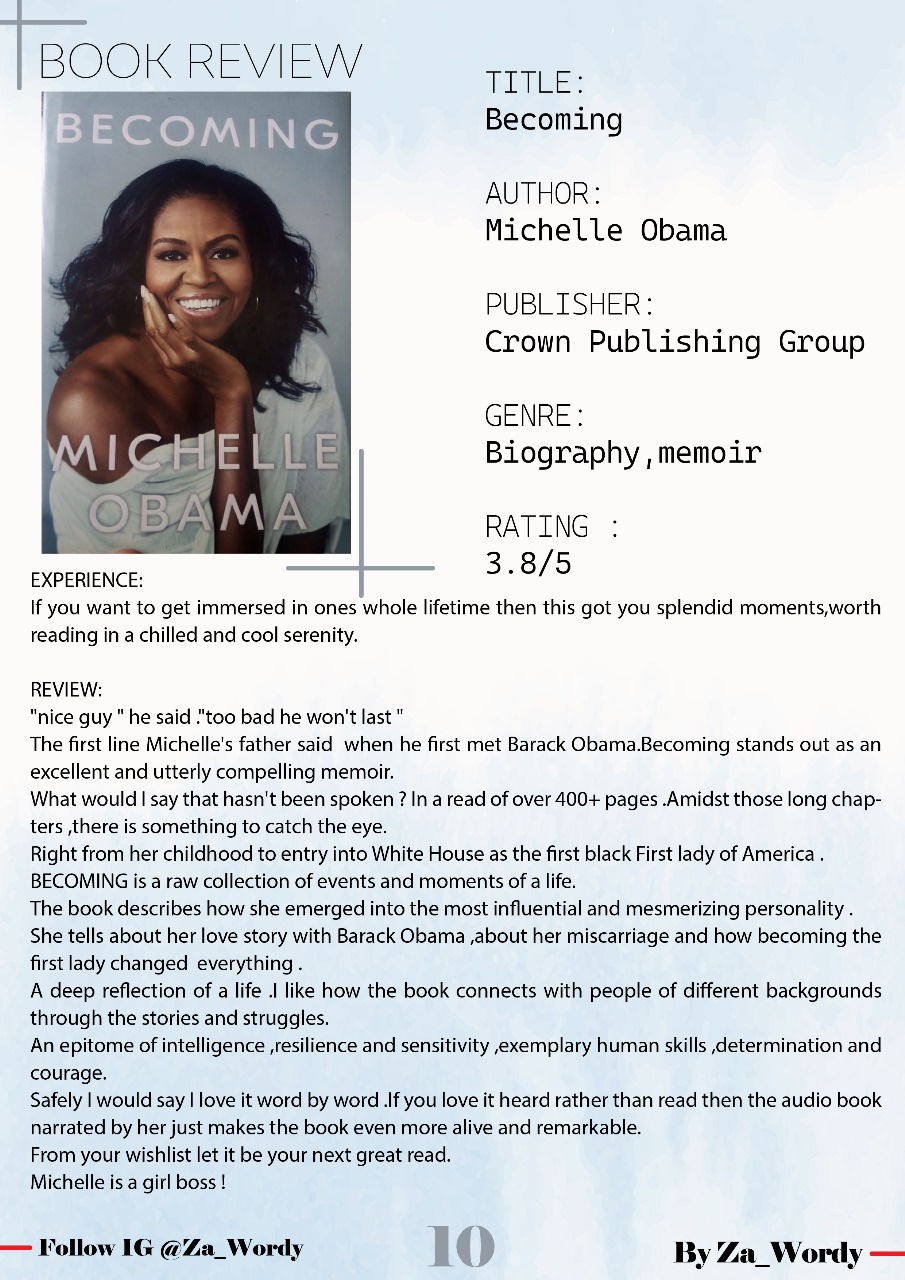 BOOK REVIEW
BECOMING
MICHELLE
OBAMA
TITLE:
Becoming
AUTHOR:
Michelle Obama
PUBLISHER:
Crown Publishing Group
GENRE:
Biography,memoir
RATING :
3.8/5
EXPERIENCE:
If you want to get immersed in ones whole lifetime then this got you splendid moments,worth
reading in a chilled and cool serenity.
REVIEW:
"nice guy " he said ."too bad he won't last "
The first line Michelle's father said  when he first met Barack Obama.Becoming stands out as an
excellent and utterly compelling memoir.
What would I say that hasn't been spoken ? In a read of over 400+ pages .Amidst those long chap-
ters ,there is something to catch the eye.
Right from her childhood to entry into White House as the first black First lady of America .
BECOMING is a raw collection of events and moments of a life.
The book describes how she emerged into the most influential and mesmerizing personality .
She tells about her love story with Barack Obama ,about her miscarriage and how becoming the
first lady changed  everything .
A deep reflection of a life .I like how the book connects with people of different backgrounds
through the stories and struggles.
An epitome of intelligence ,resilience and sensitivity ,exemplary human skills ,determination and
courage.
Safely I would say I love it word by word .If you love it heard rather than read then the audio book
narrated by her just makes the book even more alive and remarkable.
From your wishlist let it be your next great read.
Michelle is a girl boss !
Follow IG @Za_Wordy
10
By Za_Wordy